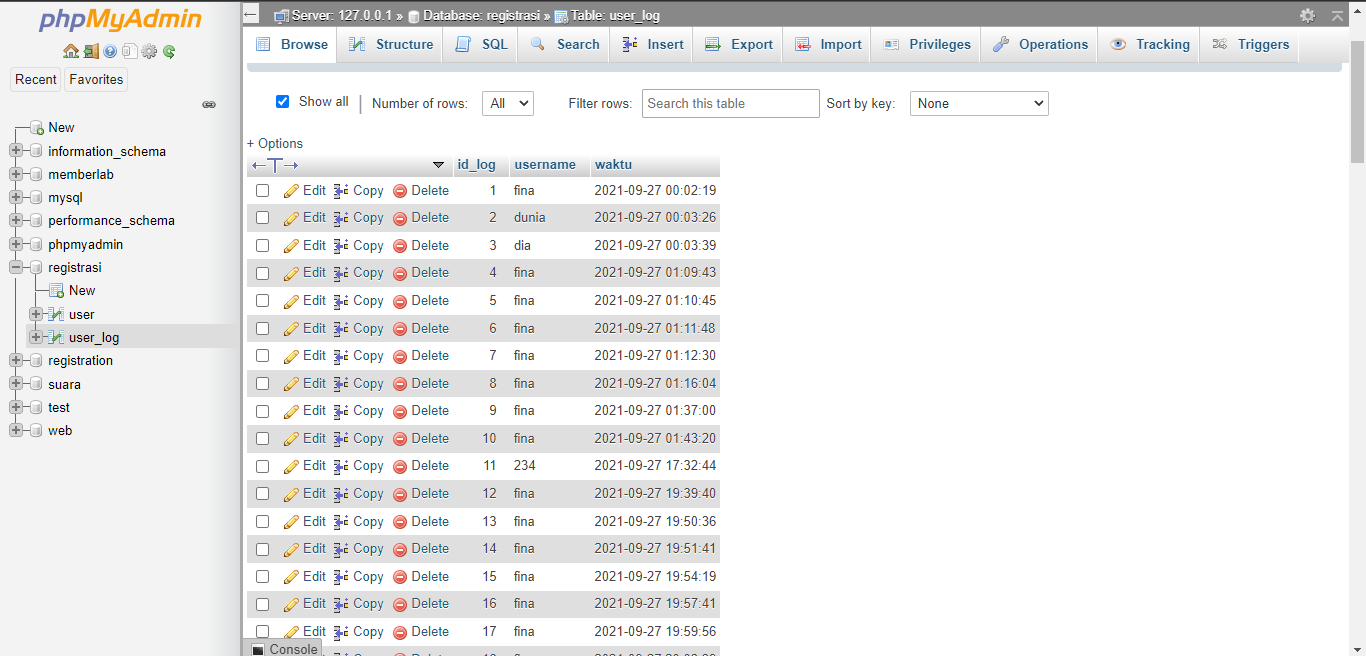 phpMyAdmin
Recent Favorites
New
information_schema
memberlab
mysql
performance_schema
phpmyadmin
registrasi
New
user
user_log
registration
suara
test
web
Server: 127.0.0.1 » Database: registrasi » Table: user_log
Browse Structure SQL Search Insert Export Import Privileges Operations Tracking Triggers
Show all | Number of rows: All Filter rows: Search this table Sort by key: None
+ Options
←T→ id_log username waktu
Edit Copy Delete 1 fina 2021-09-27 00:02:19
Edit Copy Delete 2 dunia 2021-09-27 00:03:26
Edit Copy Delete 3 dia 2021-09-27 00:03:39
Edit Copy Delete 4 fina 2021-09-27 01:09:43
Edit Copy Delete 5 fina 2021-09-27 01:10:45
Edit Copy Delete 6 fina 2021-09-27 01:11:48
Edit Copy Delete 7 fina 2021-09-27 01:12:30
Edit Copy Delete 8 fina 2021-09-27 01:16:04
Edit Copy Delete 9 fina 2021-09-27 01:37:00
Edit Copy Delete 10 fina 2021-09-27 01:43:20
Edit Copy Delete 11 234 2021-09-27 17:32:44
Edit Copy Delete 12 fina 2021-09-27 19:39:40
Edit Copy Delete 13 fina 2021-09-27 19:50:36
Edit Copy Delete 14 fina 2021-09-27 19:51:41
Edit Copy Delete 15 fina 2021-09-27 19:54:19
Edit Copy Delete 16 fina 2021-09-27 19:57:41
Edit Copy Delete 17 fina 2021-09-27 19:59:56
Console